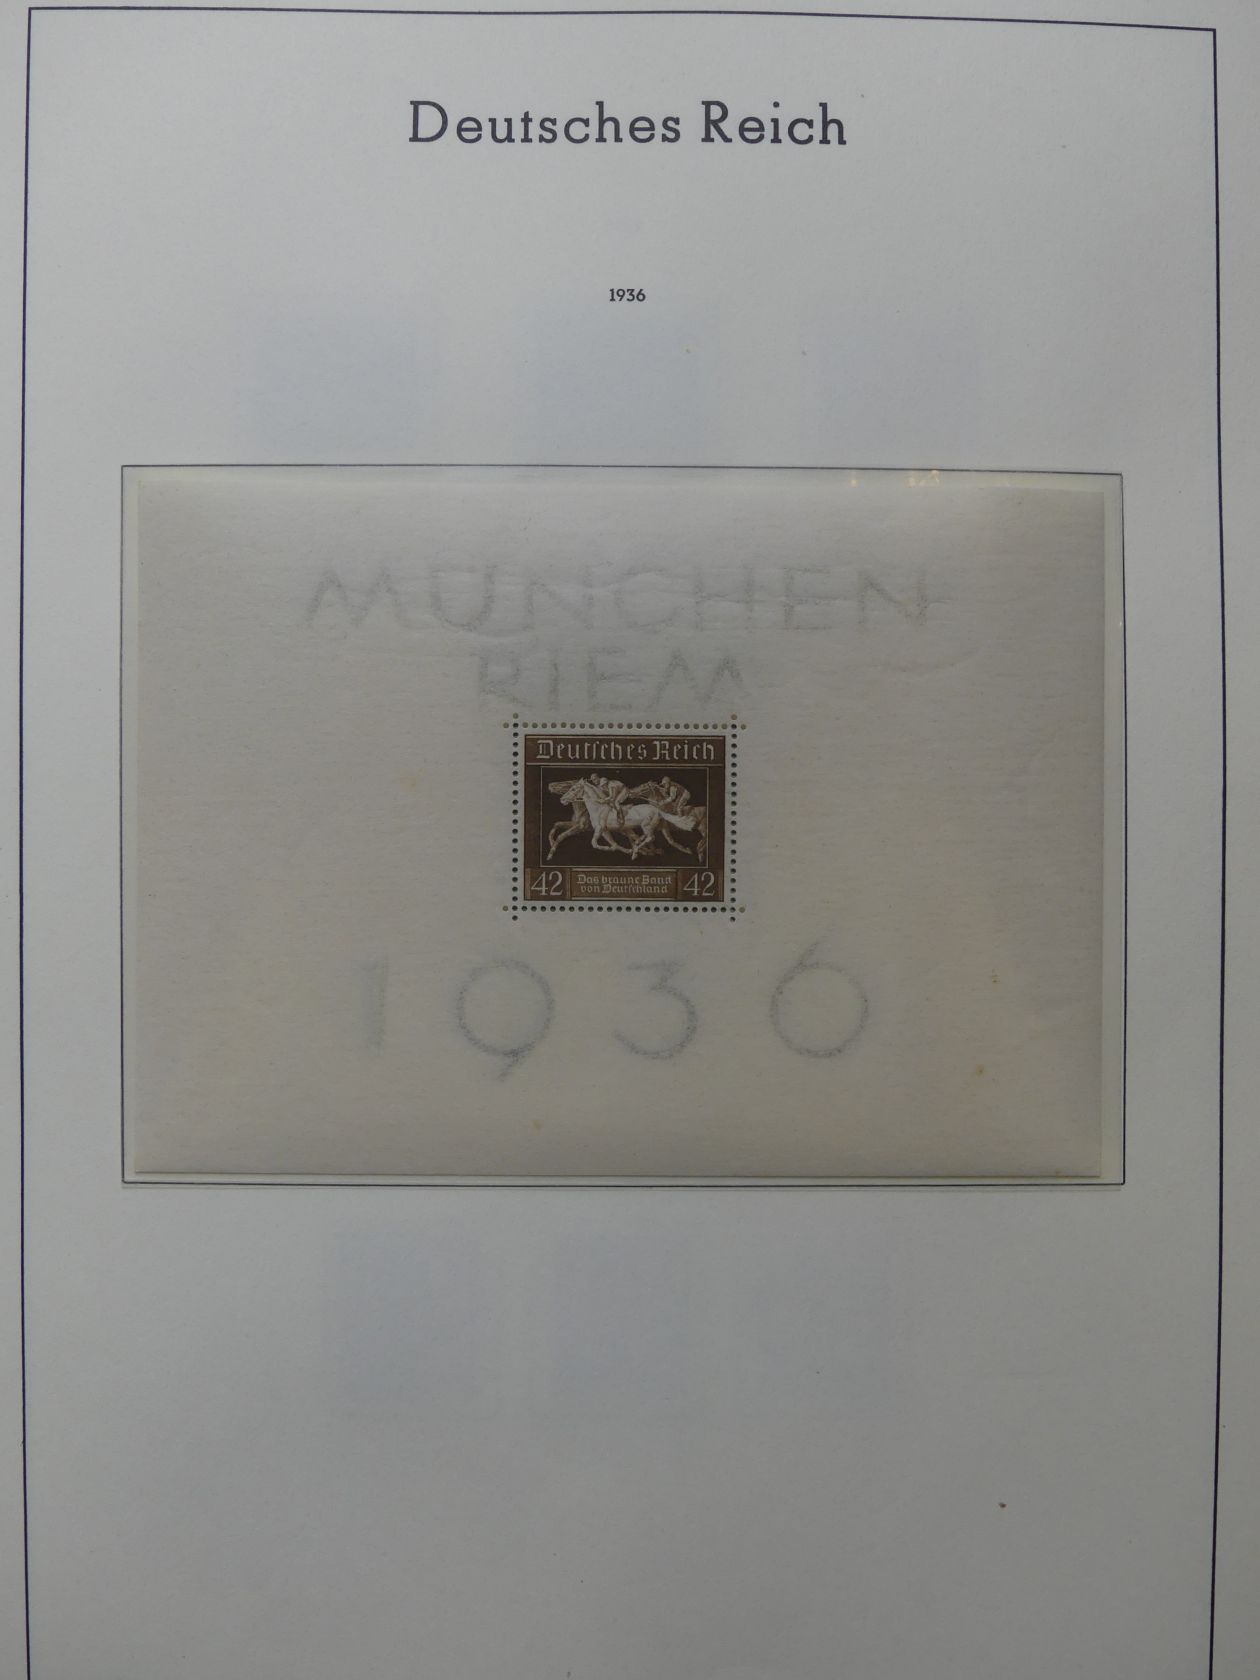 Deutsches Reich
1936
MÜNCHEN
RIEM
Deutſches Reich
42 Das braune Band 42
von Deutſchland
1936